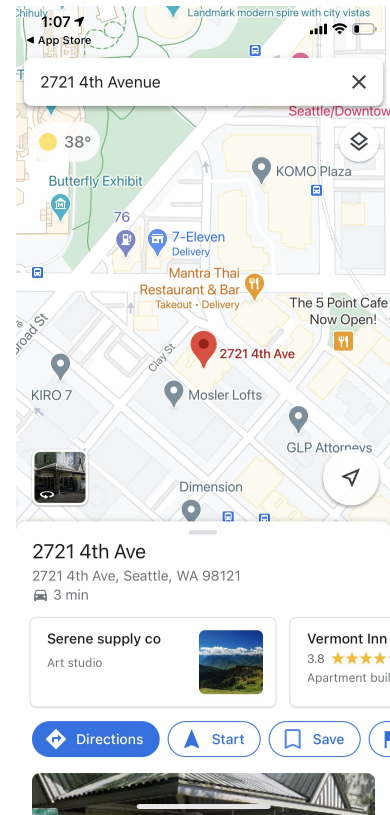 Chihuly
Landmark modern spire with city vistas
1:07
App Store
2721 4th Avenue
Seattle/Downtow
38°
KOMO Plaza
Butterfly Exhibit
76
7-Eleven
Delivery
Mantra Thai
Restaurant & Bar
Takeout • Delivery
The 5 Point Cafe
Now Open!
road St
Clay St
2721 4th Ave
KIRO 7
Mosler Lofts
GLP Attorneys
Dimension
2721 4th Ave
2721 4th Ave, Seattle, WA 98121
3 min
Serene supply co
Art studio
Vermont Inn
3.8
Apartment buil
Directions
Start
Save